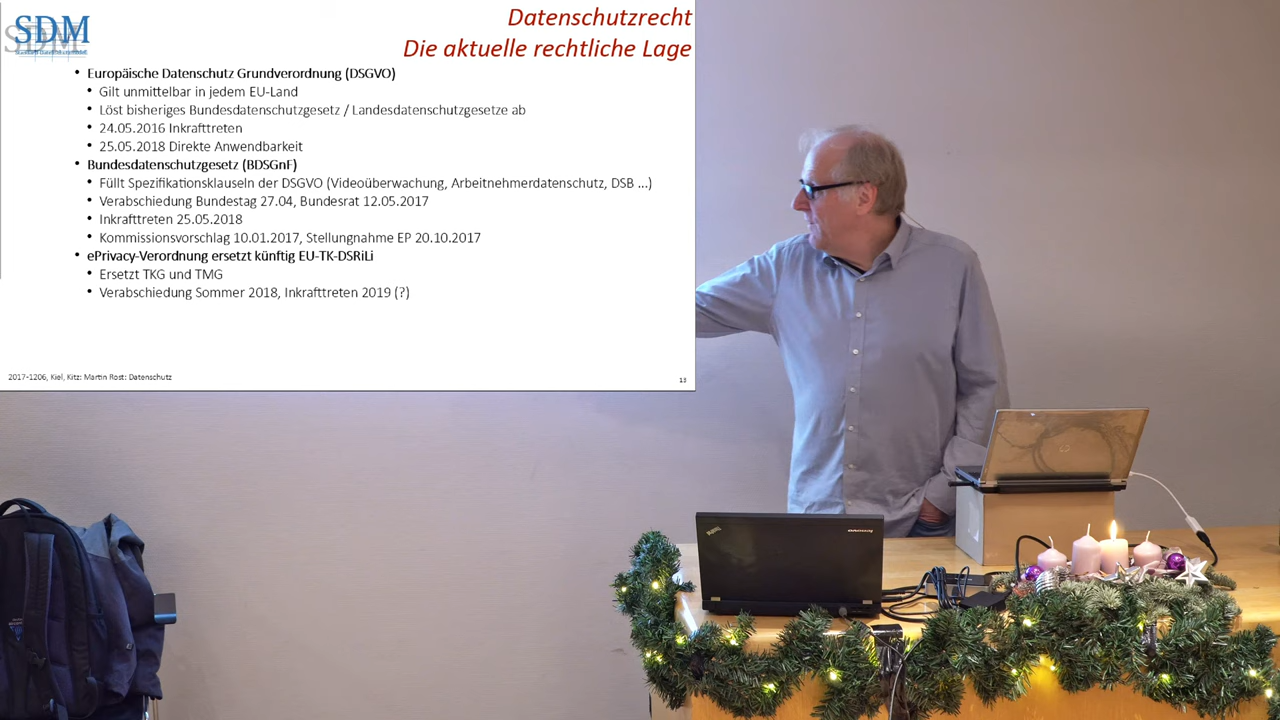 SDM
Datenschutzrecht
Die aktuelle rechtliche Lage
• Europäische Datenschutz Grundverordnung (DSGVO)
• Gilt unmittelbar in jedem EU-Land
• Löst bisheriges Bundesdatenschutzgesetz / Landesdatenschutzgesetze ab
• 24.05.2016 Inkrafttreten
• 25.05.2018 Direkte Anwendbarkeit
• Bundesdatenschutzgesetz (BDSGnF)
• Füllt Spezifikationsklauseln der DSGVO (Videoüberwachung, Arbeitnehmerdatenschutz, DSB ...)
• Verabschiedung Bundestag 27.04, Bundesrat 12.05.2017
• Inkrafttreten 25.05.2018
• Kommissionsvorschlag 10.01.2017, Stellungnahme EP 20.10.2017
• ePrivacy-Verordnung ersetzt künftig EU-TK-DSRiLi
• Ersetzt TKG und TMG
• Verabschiedung Sommer 2018, Inkrafttreten 2019 (?)
2017-1206, Kiel, Kitz: Martin Rost: Datenschutz
13
ThinkPad
lenovo
hp